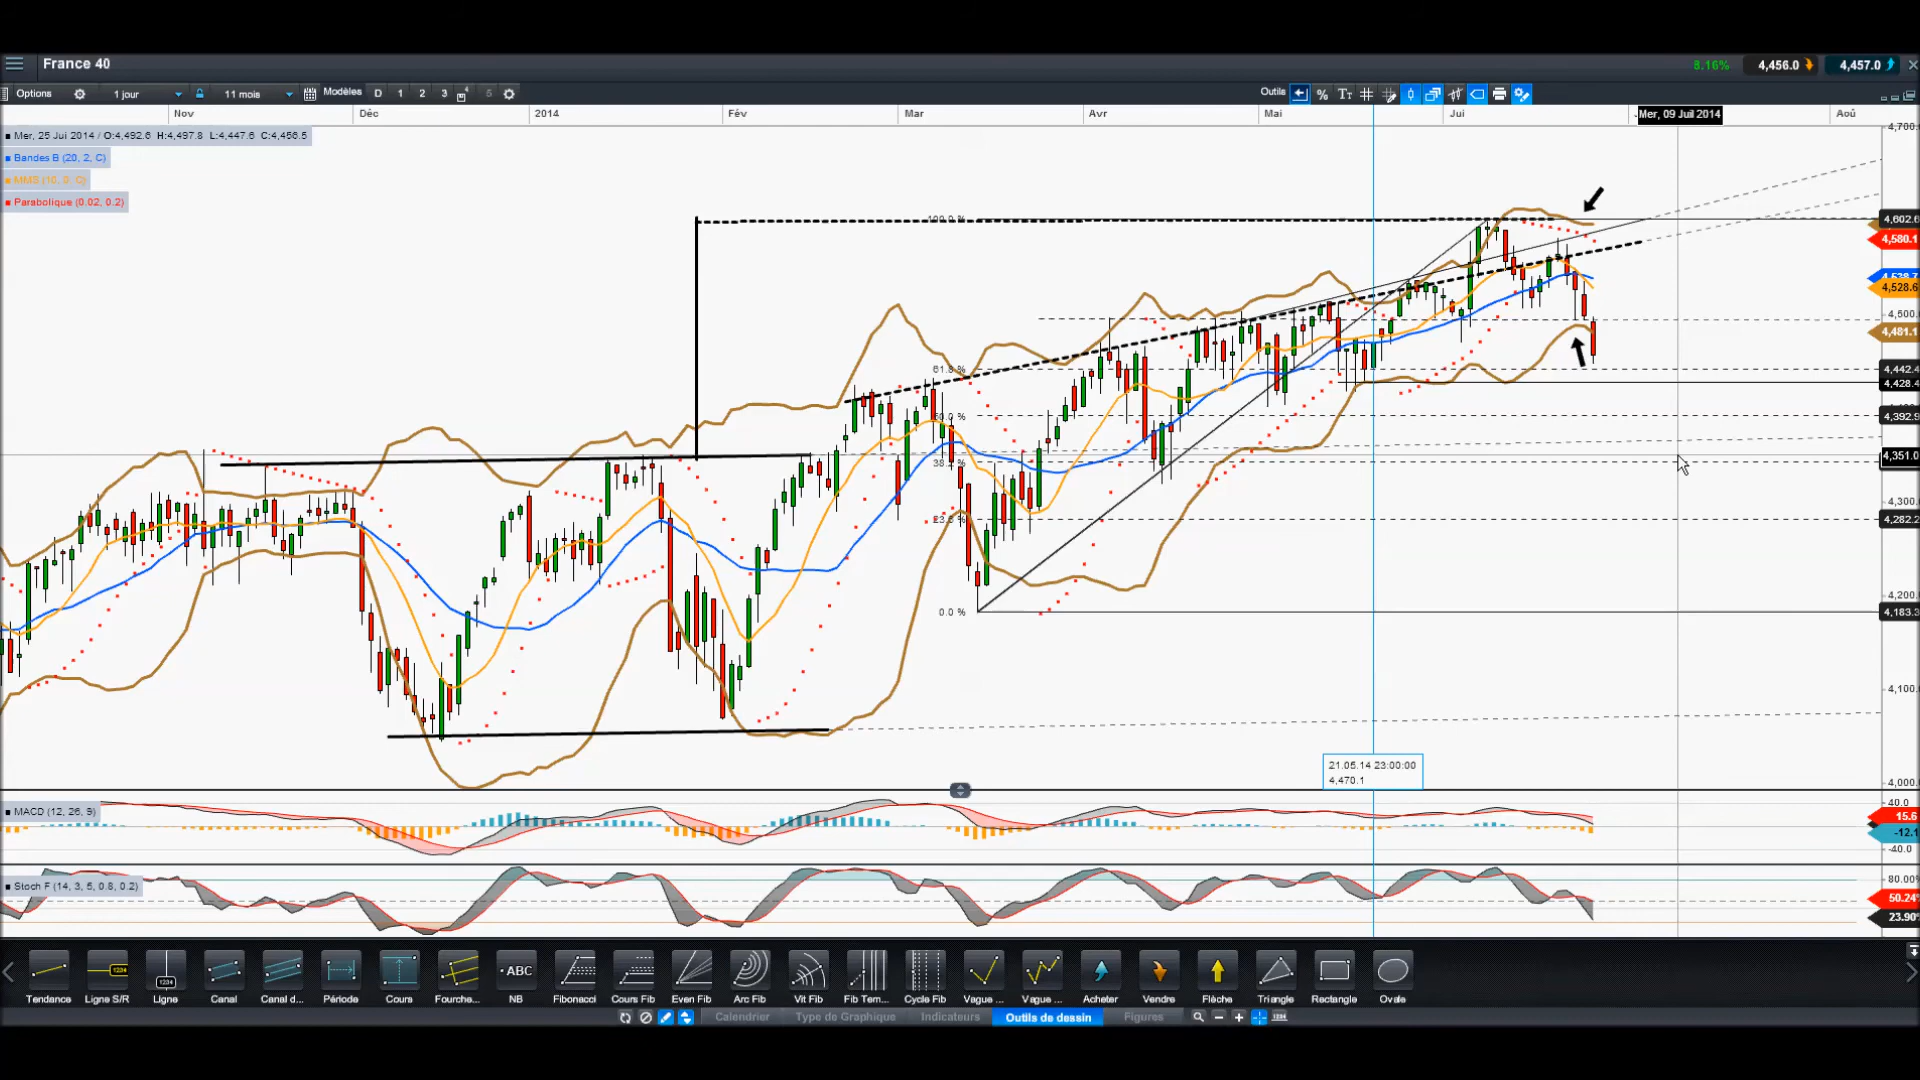 France 40
8.16%
4,456.0
4,457.0
Options
1 jour
11 mois
Modèles
D
1
2
3
4
5
Outils
Nov
Déc
2014
Fév
Mar
Avr
Mai
Jui
Mer, 09 Juil 2014
Aoû
Mer, 25 Jui 2014 / O:4,492.6 H:4,497.8 L:4,447.6 C:4,456.5
Bandes B (20, 2, C)
MMS (10, 0, C)
Parabolique (0.02, 0.2)
100.0 %
61.8 %
50.0 %
38.2 %
23.6 %
0.0 %
4,700.
4,602.6
4,580.1
4,528.6
4,500.
4,481.1
4,442.4
4,428.4
4,392.9
4,351.0
4,300.
4,282.2
4,200.
4,183.3
4,100.
4,000.
21.05.14 23:00:00
4,470.1
MACD (12, 26, 9)
40.0
15.6
-12.1
-40.0
Stoch F (14, 3, 5, 0.8, 0.2)
80.00%
50.24%
23.90%
1234
ABC
1234
Tendance
Ligne S/R
Ligne
Canal
Canal d...
Période
Cours
Fourche...
NB
Fibonacci
Cours Fib
Even Fib
Arc Fib
Vit Fib
Fib Tem...
Cycle Fib
Vague ...
Vague ...
Acheter
Vendre
Flèche
Triangle
Rectangle
Ovale
Calendrier
Type de Graphique
Indicateurs
Outils de dessin
Figures
1234